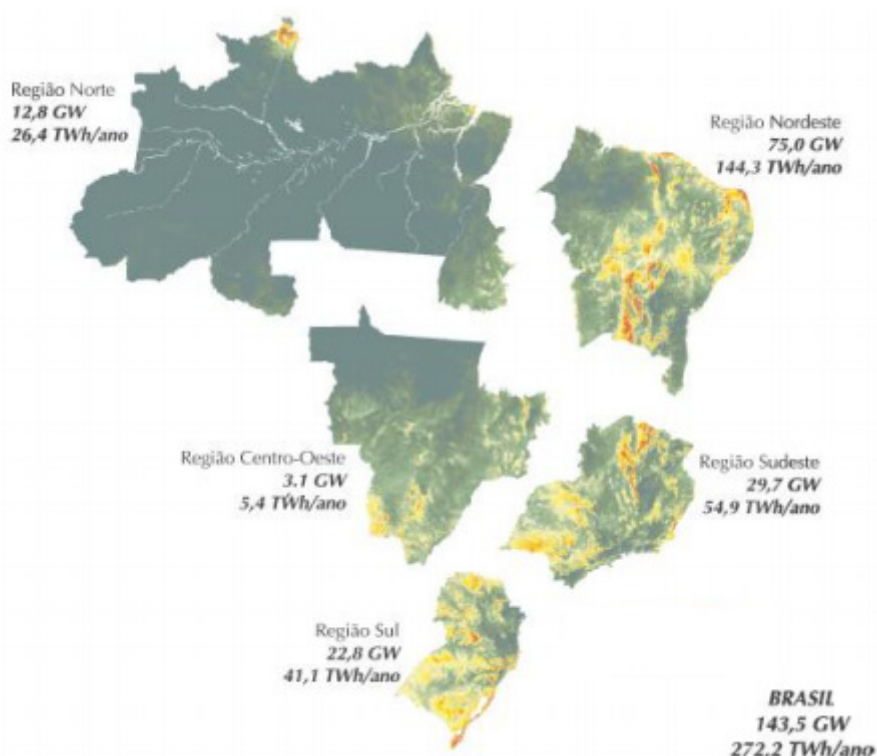 Região Norte
12,8 GW
26,4 TWh/ano
Região Nordeste
75,0 GW
144,3 TWh/ano
Região Centro-Oeste
3.1 GW
5,4 TWh/ano
Região Sudeste
29,7 GW
54,9 TWh/ano
Região Sul
22,8 GW
41,1 TWh/ano
BRASIL
143,5 GW
272,2 TWh/ano